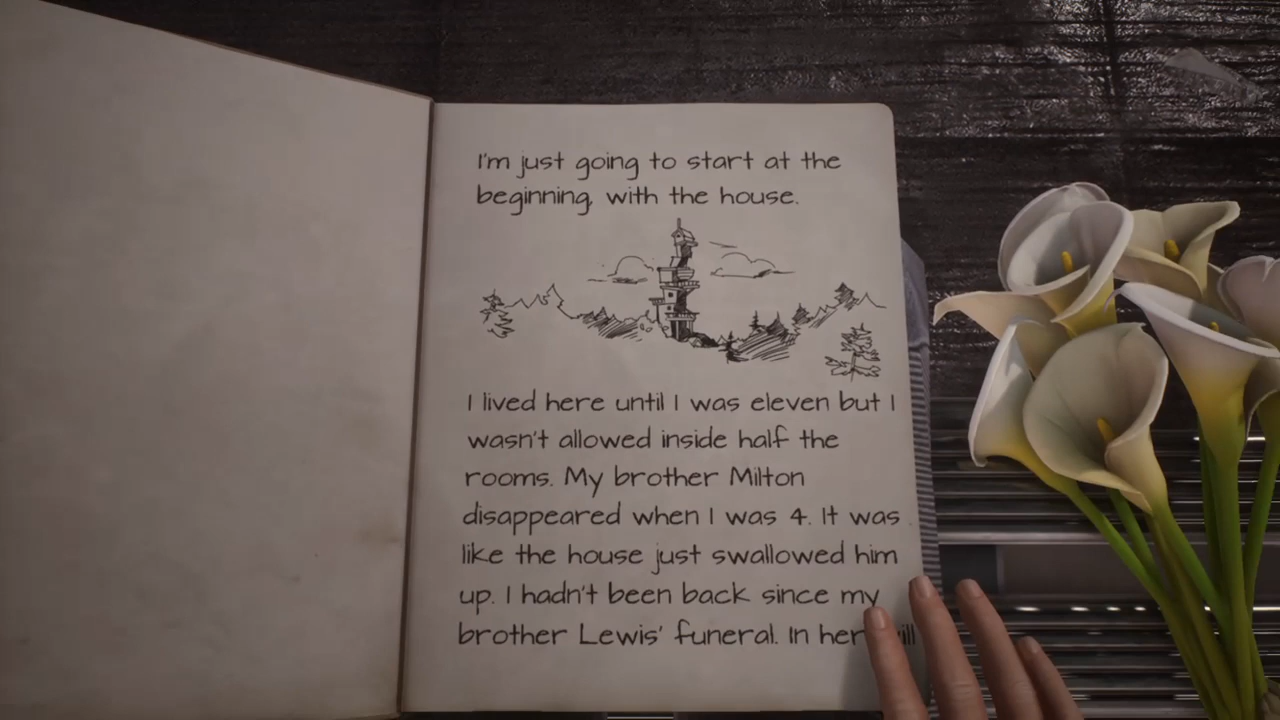 I'm just going to start at the
beginning, with the house.
I lived here until I was eleven but I
wasn't allowed inside half the
rooms. My brother Milton
disappeared when I was 4. It was
like the house just swallowed him
up. I hadn't been back since my
brother Lewis' funeral. In her